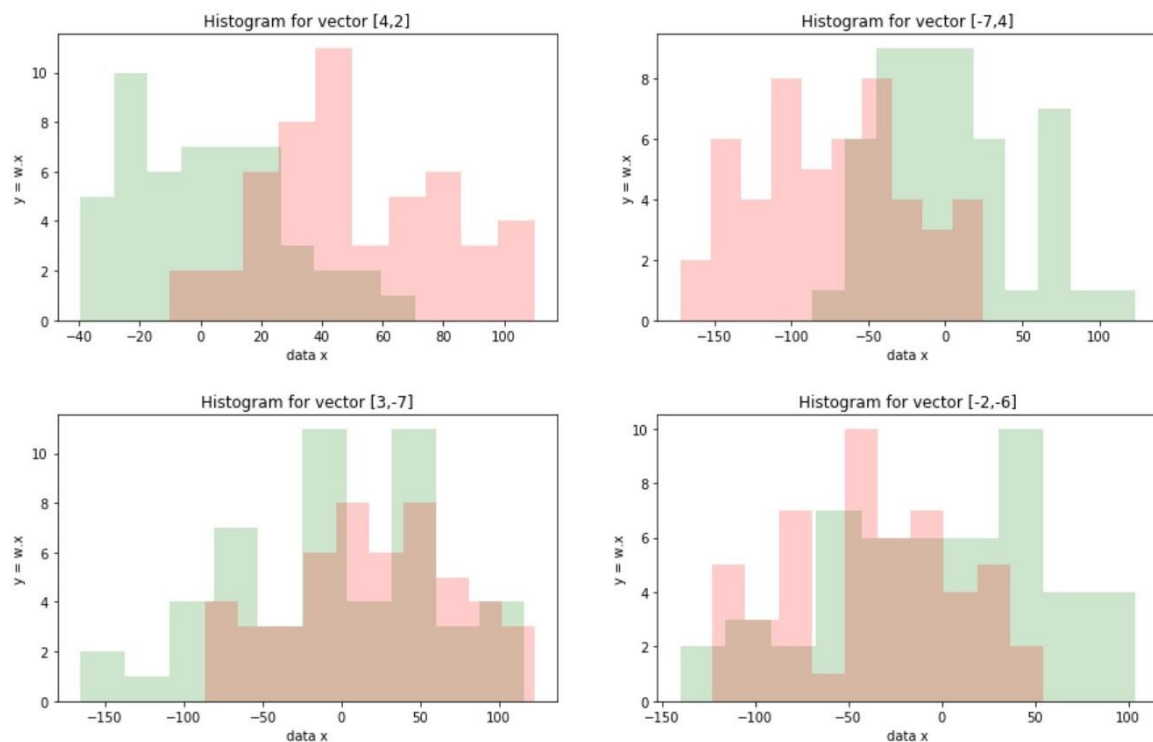 Histogram for vector [4,2]
10
8
6
4
2
0
y = w.x
−40 −20 0 20 40 60 80 100
data x
Histogram for vector [-7,4]
8
6
4
2
0
y = w.x
−150 −100 −50 0 50 100
data x
Histogram for vector [3,-7]
10
8
6
4
2
0
y = w.x
−150 −100 −50 0 50 100
data x
Histogram for vector [-2,-6]
10
8
6
4
2
0
y = w.x
−150 −100 −50 0 50 100
data x